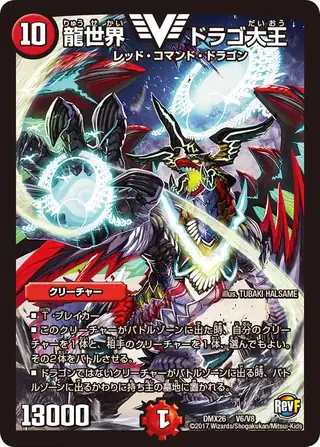 10
りゅう せ かい
だいおう
龍世界 V ドラゴ大王
レッド・コマンド・ドラゴン
illus. TUBAKI HALSAME
クリーチャー
■T・ブレイカー
■このクリーチャーがバトルゾーンに出た時、自分のクリー
チャーを1体と、相手のクリーチャーを1体、選んでもよい。
その2体をバトルさせる。
■ドラゴンではないクリーチャーがバトルゾーンに出る時、バト
ルゾーンに出るかわりに持ち主の墓地に置かれる。
RevF
13000
1
DMX26 V6/V8
©2017 Wizards/Shogakukan/Mitsui-Kids